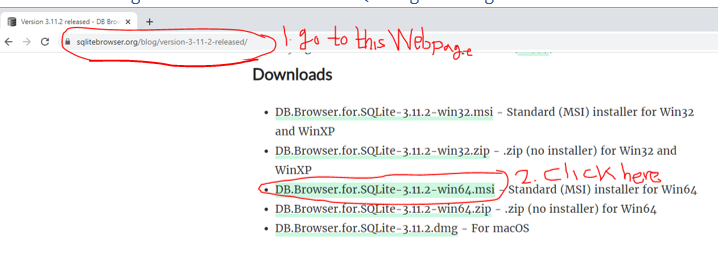 Version 3.11.2 released - DB Brow
sqlitebrowser.org/blog/version-3-11-2-released/
1. go to this Webpage
Downloads
DB.Browser.for.SQLite-3.11.2-win32.msi - Standard (MSI) installer for Win32
and WinXP
DB.Browser.for.SQLite-3.11.2-win32.zip - .zip (no installer) for Win32 and
WinXP
2. Click here
DB.Browser.for.SQLite-3.11.2-win64.msi - Standard (MSI) installer for Win64
DB.Browser.for.SQLite-3.11.2-win64.zip - .zip (no installer) for Win64
DB.Browser.for.SQLite-3.11.2.dmg - For macOS